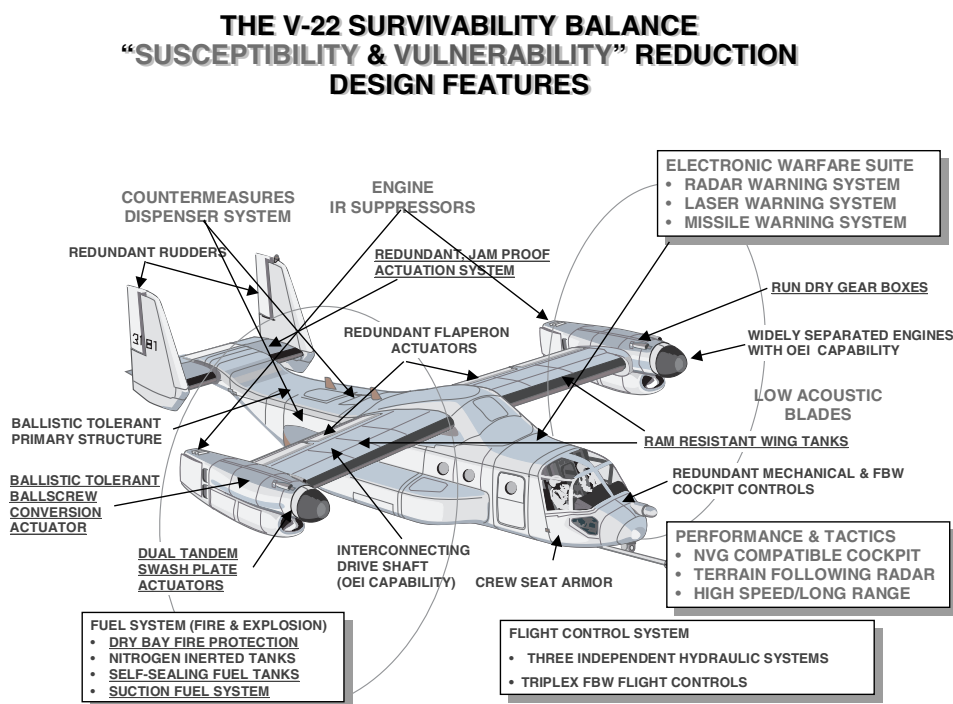 THE V-22 SURVIVABILITY BALANCE
“SUSCEPTIBILITY & VULNERABILITY” REDUCTION
DESIGN FEATURES
ELECTRONIC WARFARE SUITE
• RADAR WARNING SYSTEM
• LASER WARNING SYSTEM
• MISSILE WARNING SYSTEM
COUNTERMEASURES
DISPENSER SYSTEM
ENGINE
IR SUPPRESSORS
REDUNDANT RUDDERS
REDUNDANT, JAM PROOF
ACTUATION SYSTEM
RUN DRY GEAR BOXES
REDUNDANT FLAPERON
ACTUATORS
WIDELY SEPARATED ENGINES
WITH OEI CAPABILITY
3181
LOW ACOUSTIC
BLADES
BALLISTIC TOLERANT
PRIMARY STRUCTURE
RAM RESISTANT WING TANKS
BALLISTIC TOLERANT
BALLSCREW
CONVERSION
ACTUATOR
REDUNDANT MECHANICAL & FBW
COCKPIT CONTROLS
DUAL TANDEM
SWASH PLATE
ACTUATORS
INTERCONNECTING
DRIVE SHAFT
(OEI CAPABILITY)
CREW SEAT ARMOR
PERFORMANCE & TACTICS
• NVG COMPATIBLE COCKPIT
• TERRAIN FOLLOWING RADAR
• HIGH SPEED/LONG RANGE
FUEL SYSTEM (FIRE & EXPLOSION)
• DRY BAY FIRE PROTECTION
• NITROGEN INERTED TANKS
• SELF-SEALING FUEL TANKS
• SUCTION FUEL SYSTEM
FLIGHT CONTROL SYSTEM
• THREE INDEPENDENT HYDRAULIC SYSTEMS
• TRIPLEX FBW FLIGHT CONTROLS